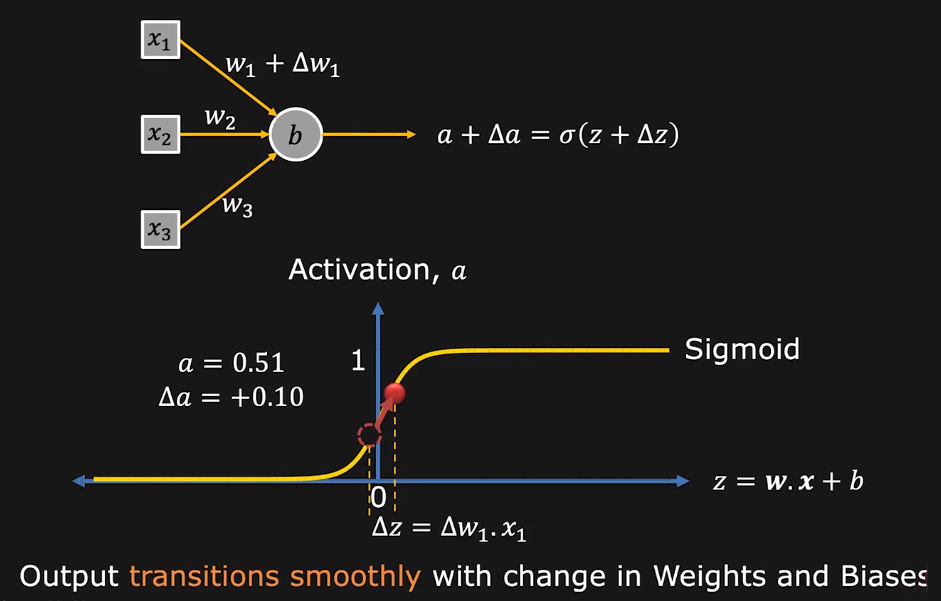 x₁
w₁ + Δw₁
x₂
w₂
b
a + Δa = σ(z + Δz)
w₃
x₃
Activation, a
a = 0.51
Δa = +0.10
1
Sigmoid
0
z = w.x + b
Δz = Δw₁.x₁
Output transitions smoothly with change in Weights and Biases